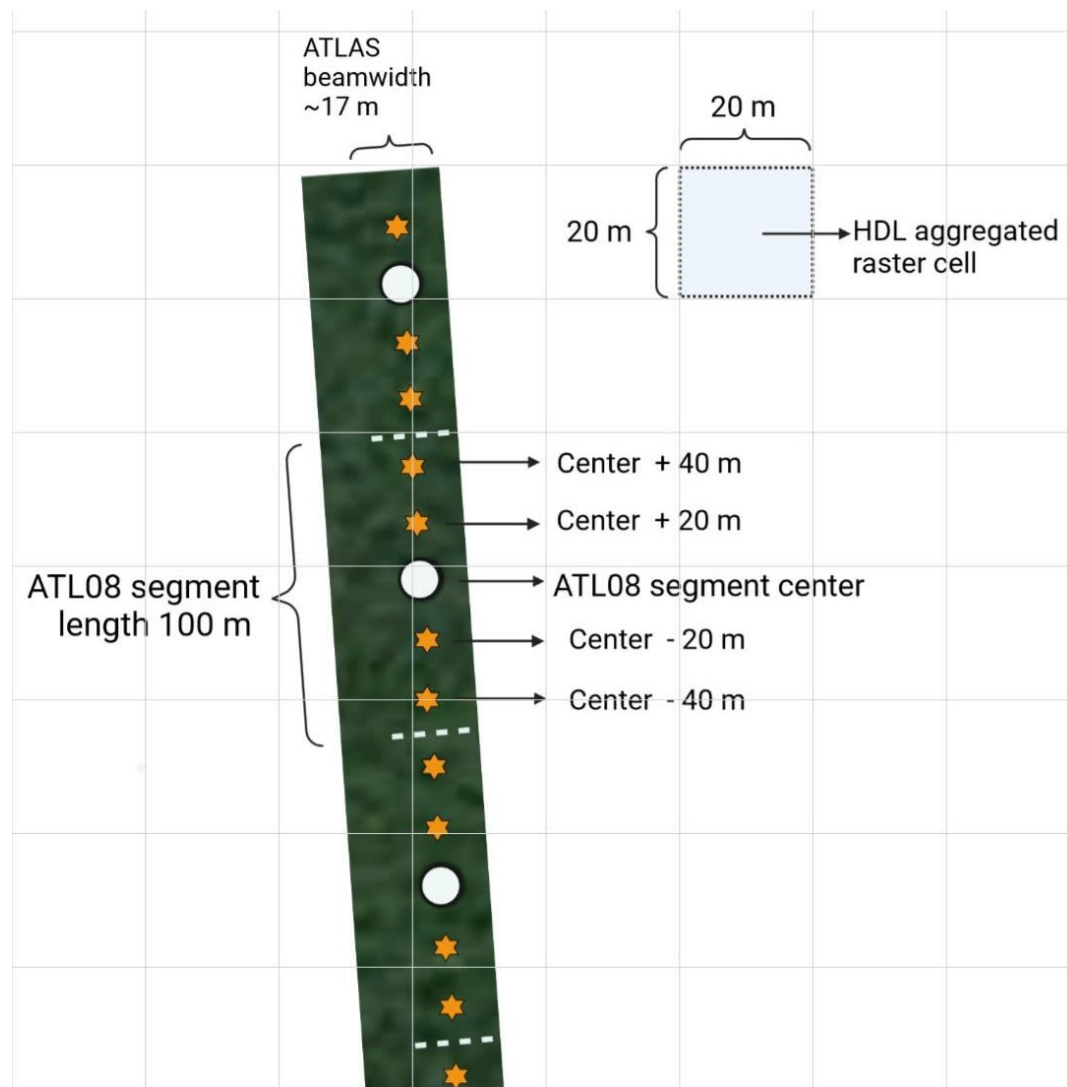 ATLAS
beamwidth
~17 m
20 m
20 m
HDL aggregated
raster cell
Center + 40 m
Center + 20 m
ATL08 segment
length 100 m
ATL08 segment center
Center - 20 m
Center - 40 m